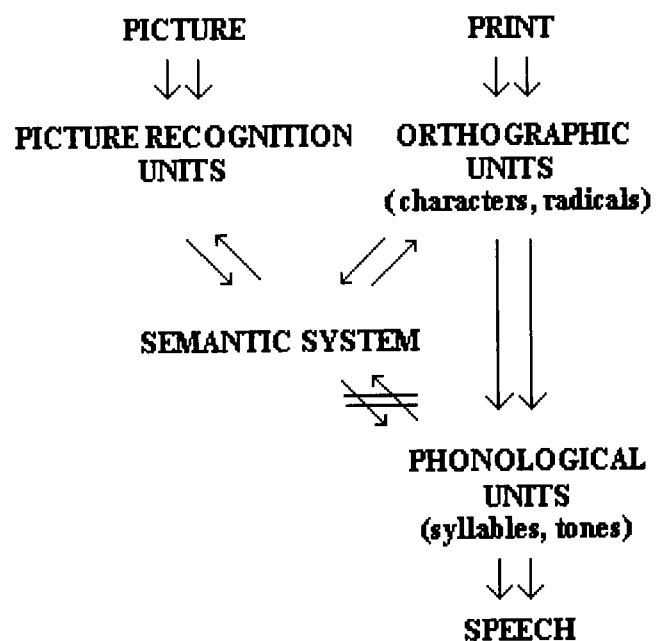 PICTURE
PRINT
PICTURE RECOGNITION
UNITS
ORTHOGRAPHIC
UNITS
(characters, radicals)
SEMANTIC SYSTEM
PHONOLOGICAL
UNITS
(syllables, tones)
SPEECH